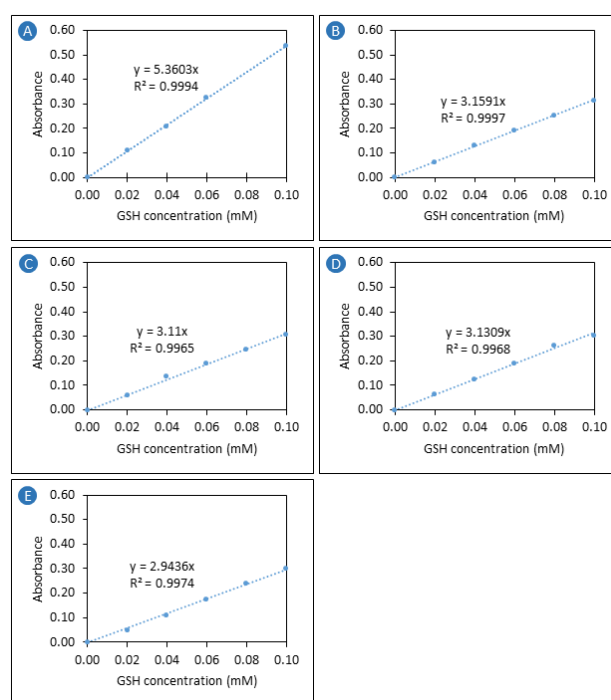 A
0.60
0.50
0.40
0.30
0.20
0.10
0.00
Absorbance
y = 5.3603x
R² = 0.9994
0.00 0.02 0.04 0.06 0.08 0.10
GSH concentration (mM)
B
0.60
0.50
0.40
0.30
0.20
0.10
0.00
Absorbance
y = 3.1591x
R² = 0.9997
0.00 0.02 0.04 0.06 0.08 0.10
GSH concentration (mM)
C
0.60
0.50
0.40
0.30
0.20
0.10
0.00
Absorbance
y = 3.11x
R² = 0.9965
0.00 0.02 0.04 0.06 0.08 0.10
GSH concentration (mM)
D
0.60
0.50
0.40
0.30
0.20
0.10
0.00
Absorbance
y = 3.1309x
R² = 0.9968
0.00 0.02 0.04 0.06 0.08 0.10
GSH concentration (mM)
E
0.60
0.50
0.40
0.30
0.20
0.10
0.00
Absorbance
y = 2.9436x
R² = 0.9974
0.00 0.02 0.04 0.06 0.08 0.10
GSH concentration (mM)